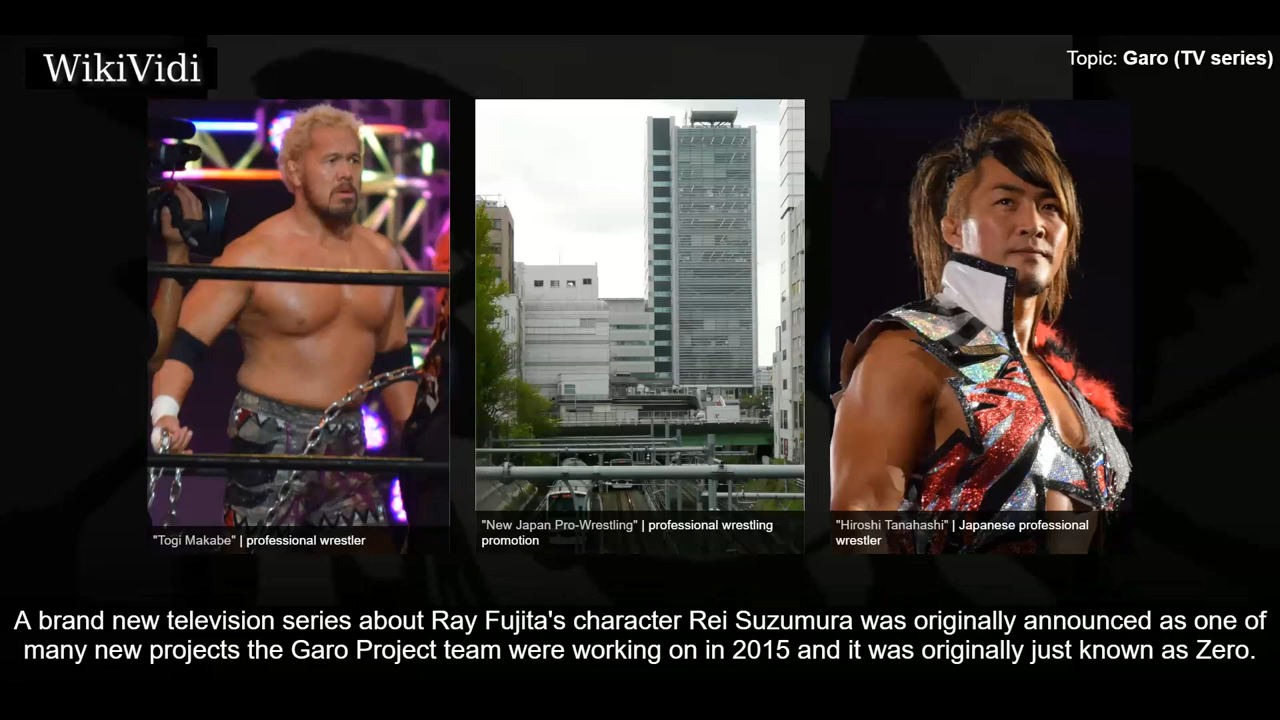 WikiVidi
Topic: Garo (TV series)
"Togi Makabe" | professional wrestler
"New Japan Pro-Wrestling" | professional wrestling
promotion
"Hiroshi Tanahashi" | Japanese professional
wrestler
A brand new television series about Ray Fujita's character Rei Suzumura was originally announced as one of
many new projects the Garo Project team were working on in 2015 and it was originally just known as Zero.